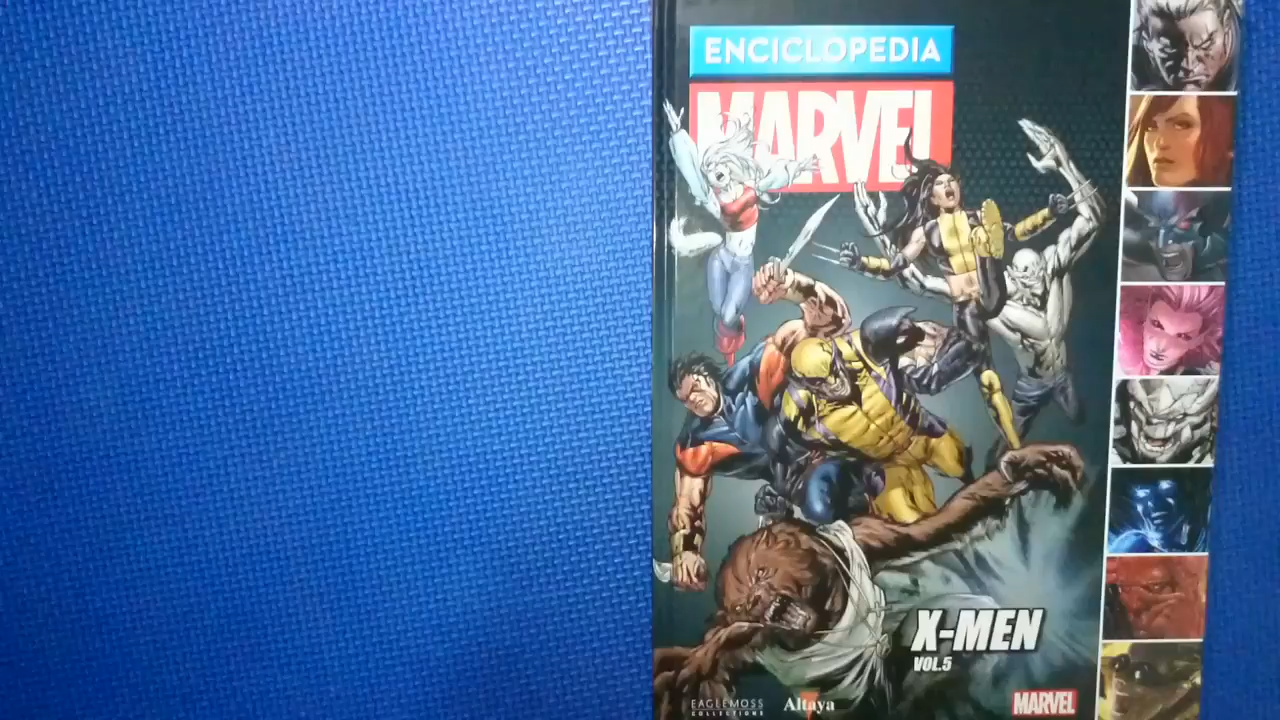 ENCICLOPEDIA
MARVEL
X-MEN
VOL.5
EAGLEMOSS
COLLECTIONS
Altaya
MARVEL